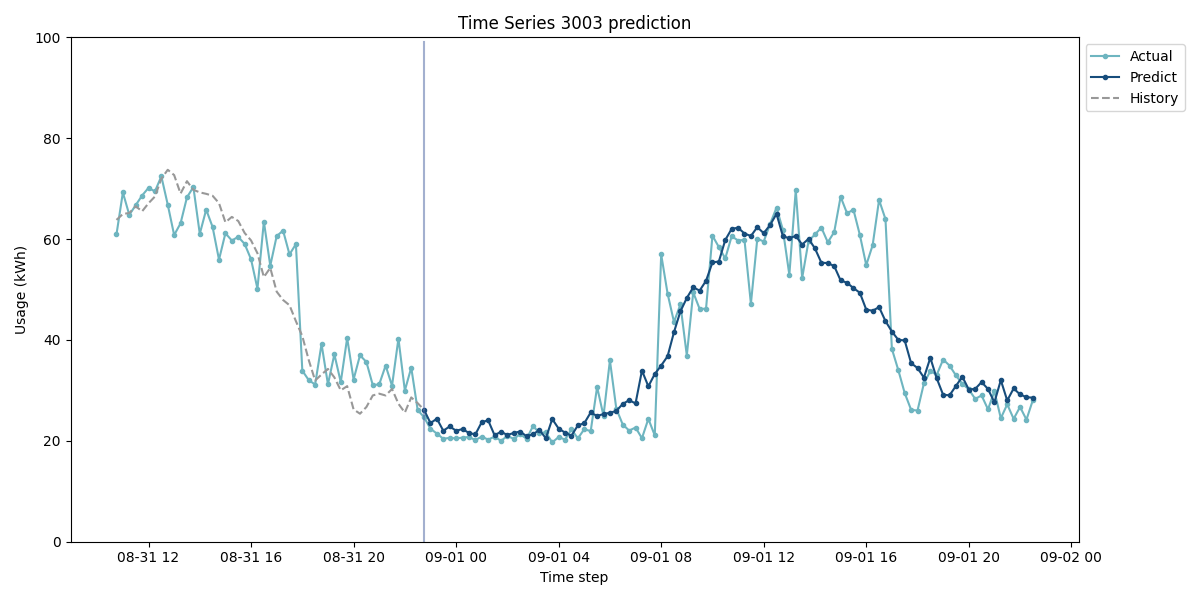 Time Series 3003 prediction
100
80
60
40
20
0
Usage (kWh)
08-31 12
08-31 16
08-31 20
09-01 00
09-01 04
09-01 08
09-01 12
09-01 16
09-01 20
09-02 00
Time step
Actual
Predict
History